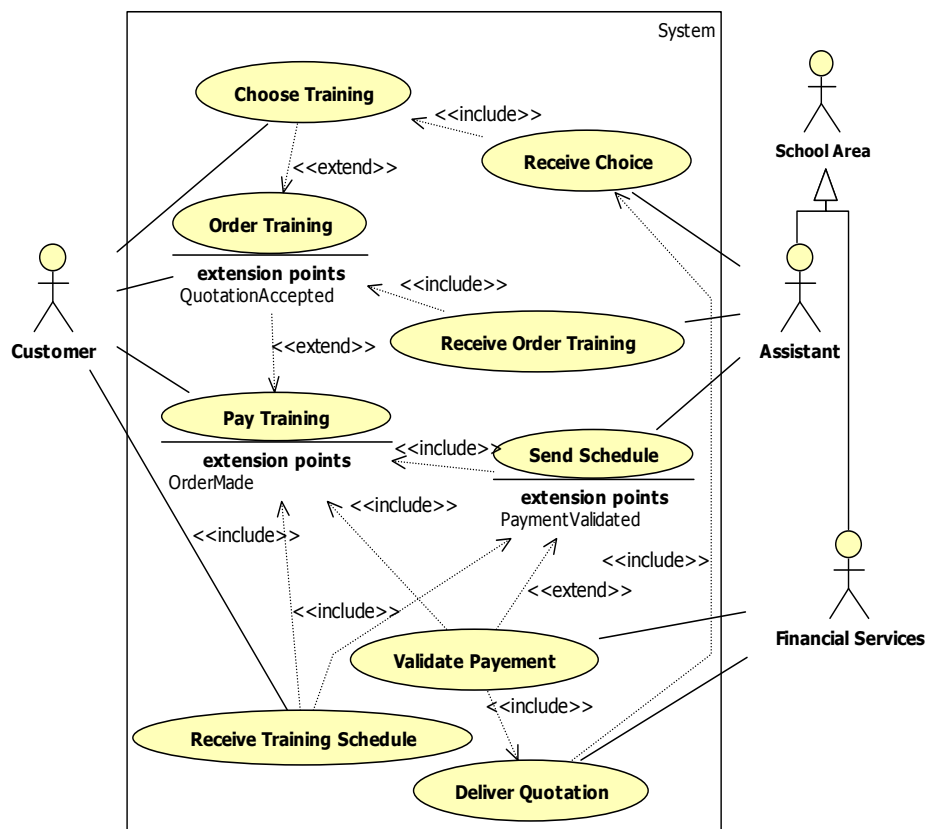 System
Choose Training
<<include>>
School Area
Receive Choice
<<extend>>
Order Training
extension points
QuotationAccepted
<<include>>
Customer
<<extend>>
Receive Order Training
Assistant
Pay Training
<<include>>
Send Schedule
extension points
OrderMade
extension points
PaymentValidated
<<include>>
<<include>>
<<include>>
<<extend>>
<<include>>
Validate Payement
Financial Services
<<include>>
Receive Training Schedule
Deliver Quotation